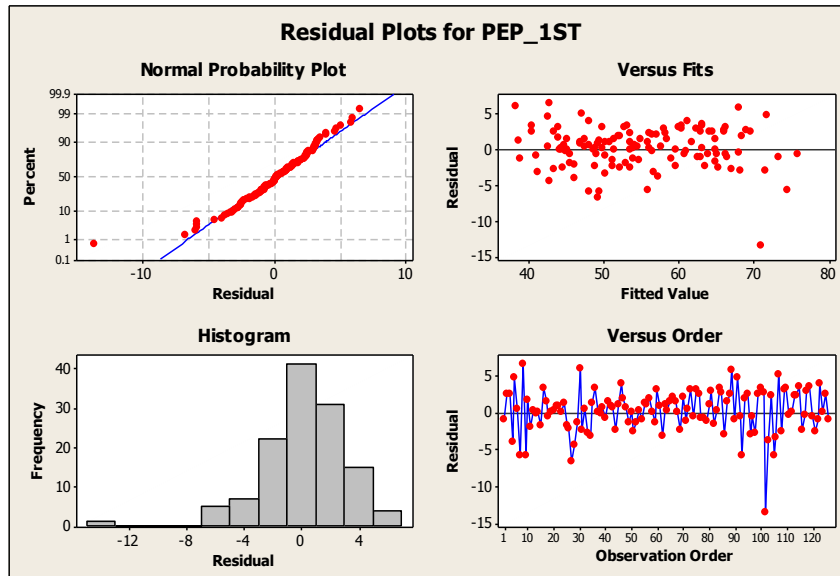 Residual Plots for PEP_1ST
Normal Probability Plot
99.9
99
90
50
10
1
0.1
Percent
-10 0 10
Residual
Versus Fits
5
0
-5
-10
-15
Residual
40 50 60 70 80
Fitted Value
Histogram
40
30
20
10
0
Frequency
-12 -8 -4 0 4
Residual
Versus Order
5
0
-5
-10
-15
Residual
1 10 20 30 40 50 60 70 80 90 100 110 120
Observation Order